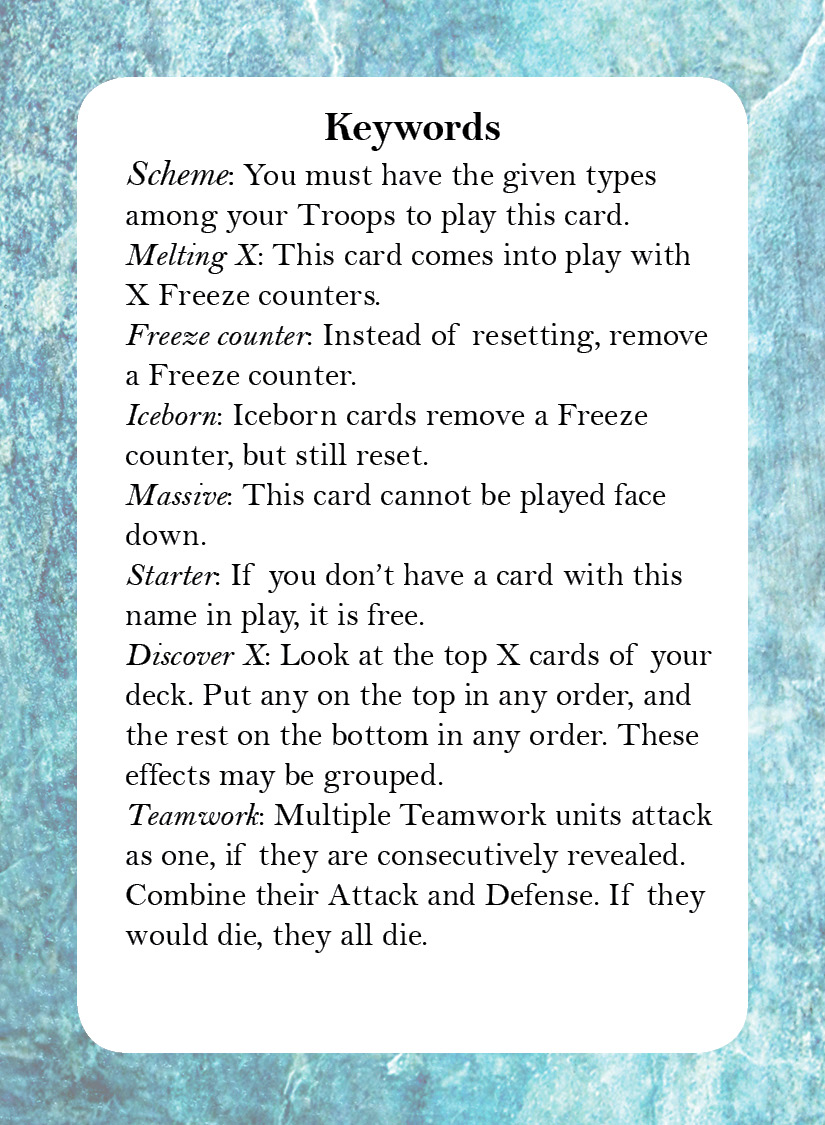 Keywords
Scheme: You must have the given types
among your Troops to play this card.
Melting X: This card comes into play with
X Freeze counters.
Freeze counter: Instead of resetting, remove
a Freeze counter.
Iceborn: Iceborn cards remove a Freeze
counter, but still reset.
Massive: This card cannot be played face
down.
Starter: If you don’t have a card with this
name in play, it is free.
Discover X: Look at the top X cards of your
deck. Put any on the top in any order, and
the rest on the bottom in any order. These
effects may be grouped.
Teamwork: Multiple Teamwork units attack
as one, if they are consecutively revealed.
Combine their Attack and Defense. If they
would die, they all die.